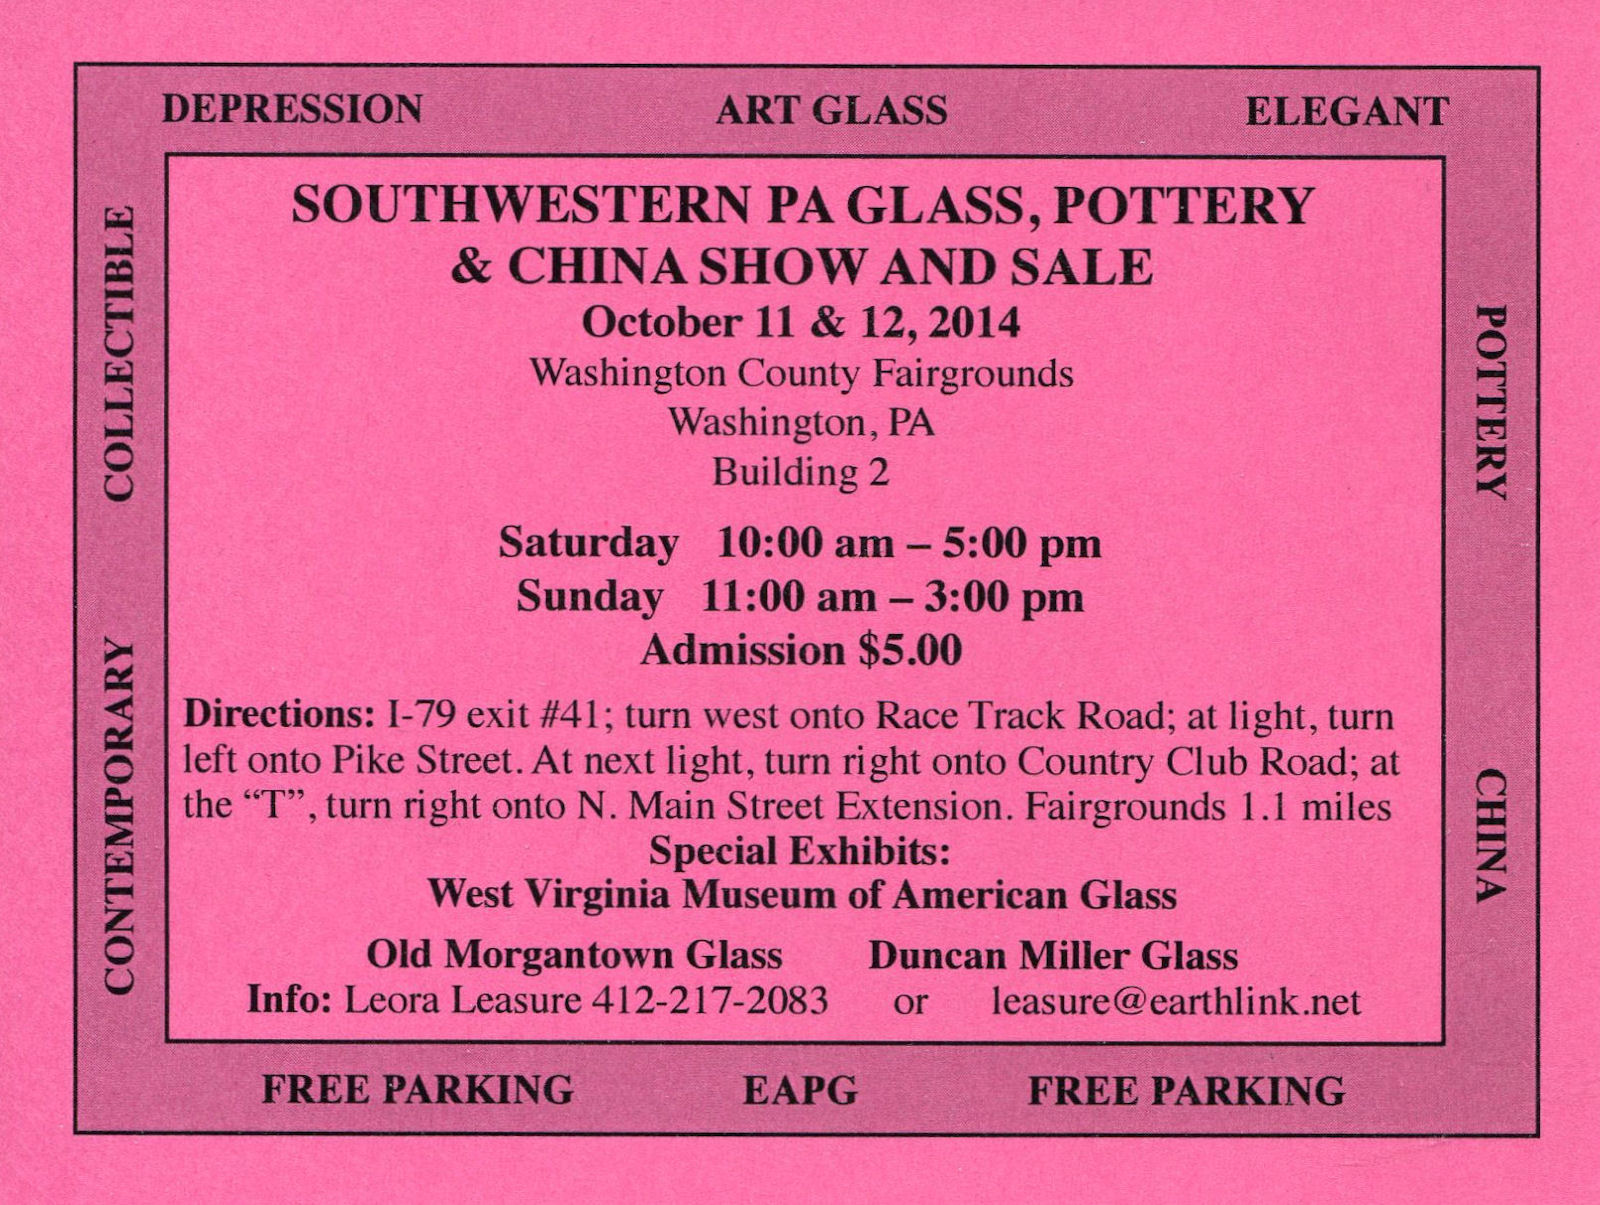 DEPRESSION ART GLASS ELEGANT
COLLECTIBLE
CONTEMPORARY
SOUTHWESTERN PA GLASS, POTTERY
& CHINA SHOW AND SALE
October 11 & 12, 2014
Washington County Fairgrounds
Washington, PA
Building 2
Saturday 10:00 am – 5:00 pm
Sunday 11:00 am – 3:00 pm
Admission $5.00
Directions: I-79 exit #41; turn west onto Race Track Road; at light, turn
left onto Pike Street. At next light, turn right onto Country Club Road; at
the “T”, turn right onto N. Main Street Extension. Fairgrounds 1.1 miles
Special Exhibits:
West Virginia Museum of American Glass
Old Morgantown Glass Duncan Miller Glass
Info: Leora Leasure 412-217-2083 or leasure@earthlink.net
POTTERY
CHINA
FREE PARKING EAPG FREE PARKING